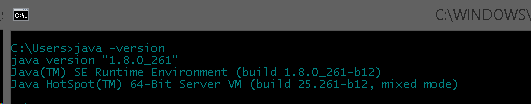 C:\WINDOWS\
C:\Users>java -version
java version "1.8.0_261"
Java(TM) SE Runtime Environment (build 1.8.0_261-b12)
Java HotSpot(TM) 64-Bit Server VM (build 25.261-b12, mixed mode)